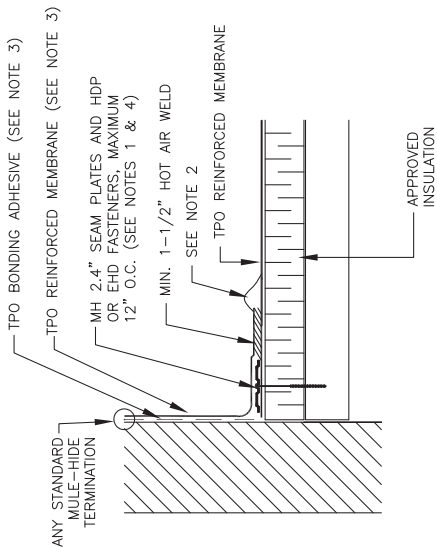 ANY STANDARD
MULE-HIDE
TERMINATION
TPO BONDING ADHESIVE (SEE NOTE 3)
TPO REINFORCED MEMBRANE (SEE NOTE 3)
MH 2.4" SEAM PLATES AND HDP
OR EHD FASTENERS, MAXIMUM
12" O.C. (SEE NOTES 1 & 4)
MIN. 1-1/2" HOT AIR WELD
SEE NOTE 2
TPO REINFORCED MEMBRANE
APPROVED
INSULATION